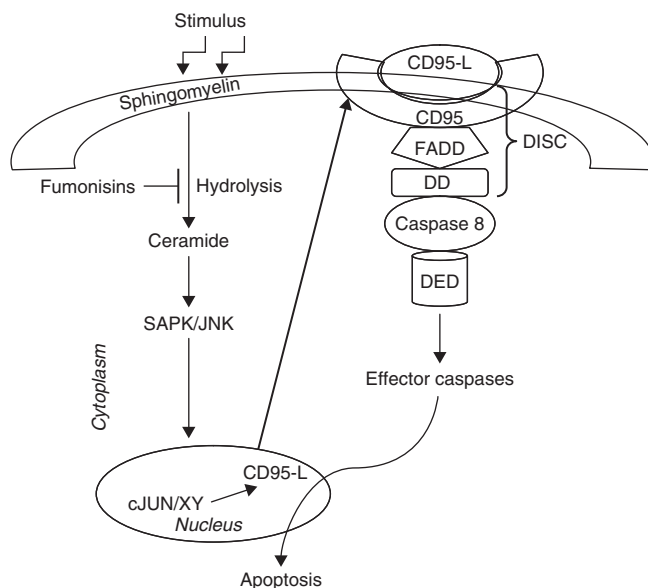 Stimulus
Sphingomyelin
CD95-L
CD95
FADD
DISC
DD
Fumonisins
Hydrolysis
Caspase 8
Ceramide
DED
SAPK/JNK
Cytoplasm
Effector caspases
CD95-L
cJUN/XY
Nucleus
Apoptosis